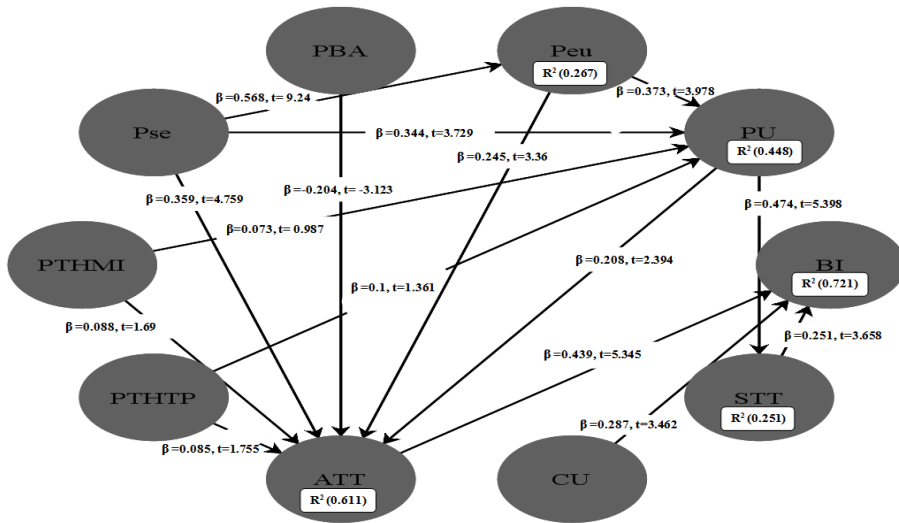 PBA
Peu
R² (0.267)
β =0.568, t= 9.24
β =0.373, t=3.978
Pse
β =0.344, t=3.729
PU
R² (0.448)
β =0.245, t=3.36
β =0.359, t=4.759
β=-0.204, t= -3.123
β =0.474, t=5.398
β=0.073, t= 0.987
PTHMI
β =0.208, t=2.394
BI
R² (0.721)
β =0.1, t=1.361
β =0.088, t=1.69
β =0.251, t=3.658
β =0.439, t=5.345
PTHTP
STT
R² (0.251)
β =0.287, t=3.462
β =0.085, t=1.755
ATT
R² (0.611)
CU